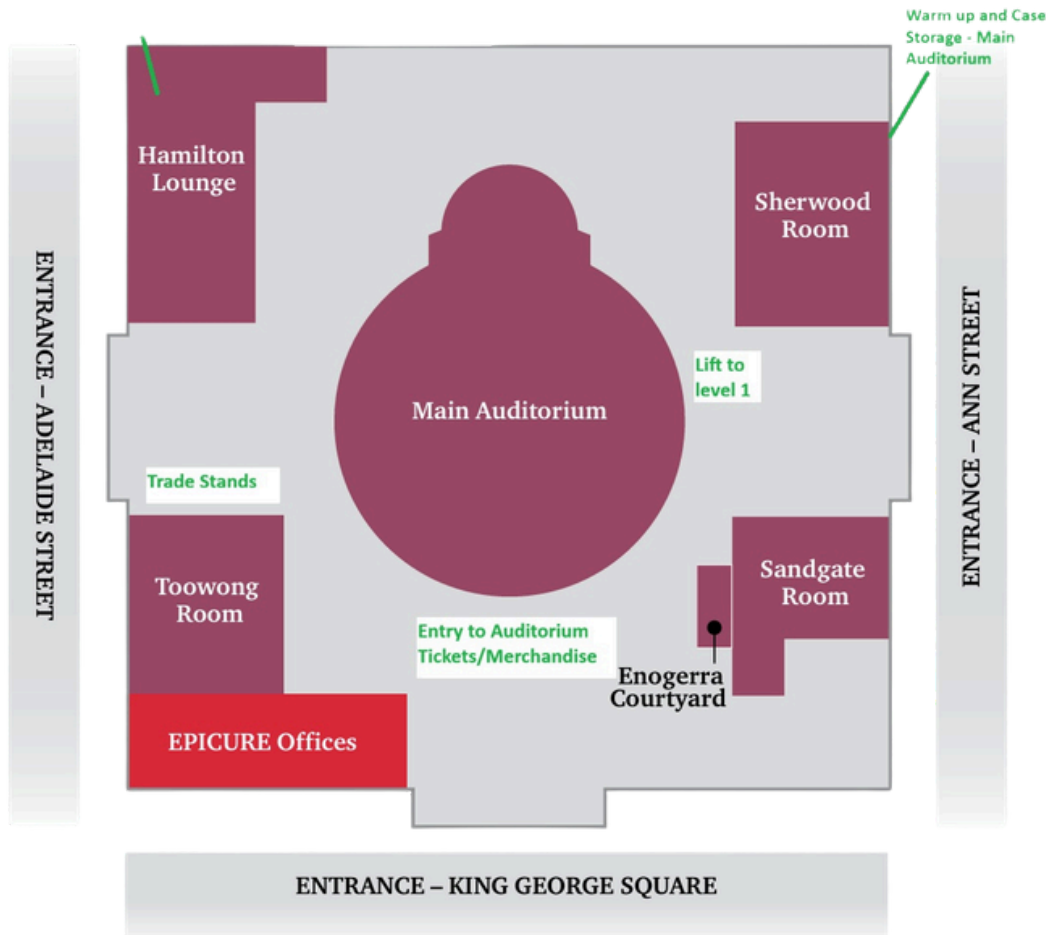 Warm up and Case
Storage - Main
Auditorium
Hamilton
Lounge
Sherwood
Room
ENTRANCE – ADELAIDE STREET
ENTRANCE – ANN STREET
Lift to
level 1
Main Auditorium
Trade Stands
Toowong
Room
Sandgate
Room
Entry to Auditorium
Tickets/Merchandise
Enogerra
Courtyard
EPICURE Offices
ENTRANCE – KING GEORGE SQUARE